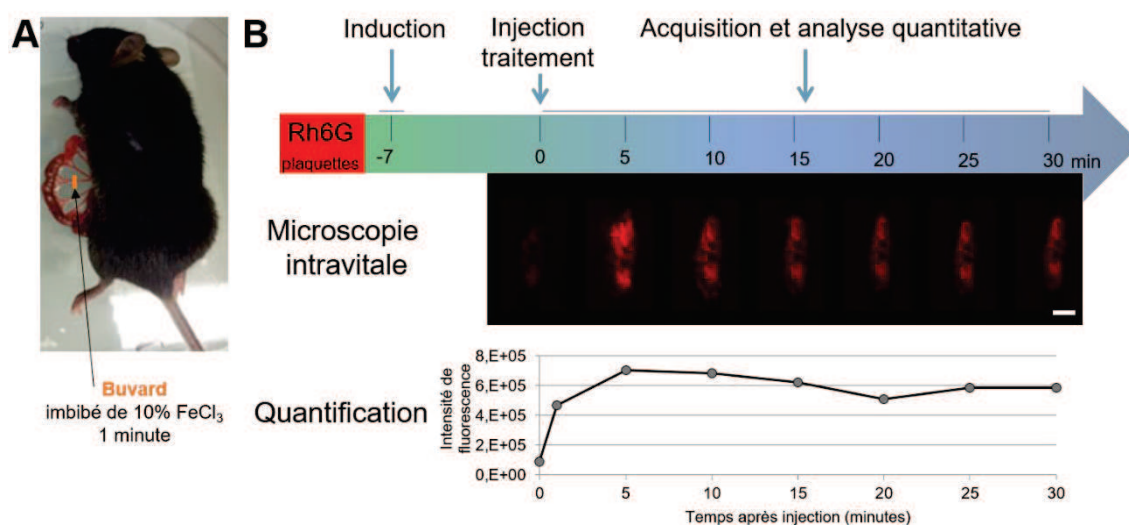 A
B
Induction
Injection
traitement
Acquisition et analyse quantitative
Rh6G
plaquettes
-7
0
5
10
15
20
25
30 min
Microscopie
intravitale
Buvard
imbibé de 10% FeCl₃
1 minute
Quantification
Intensité de
fluorescence
8,E+05
6,E+05
4,E+05
2,E+05
0,E+00
0
5
10
15
20
25
30
Temps après injection (minutes)